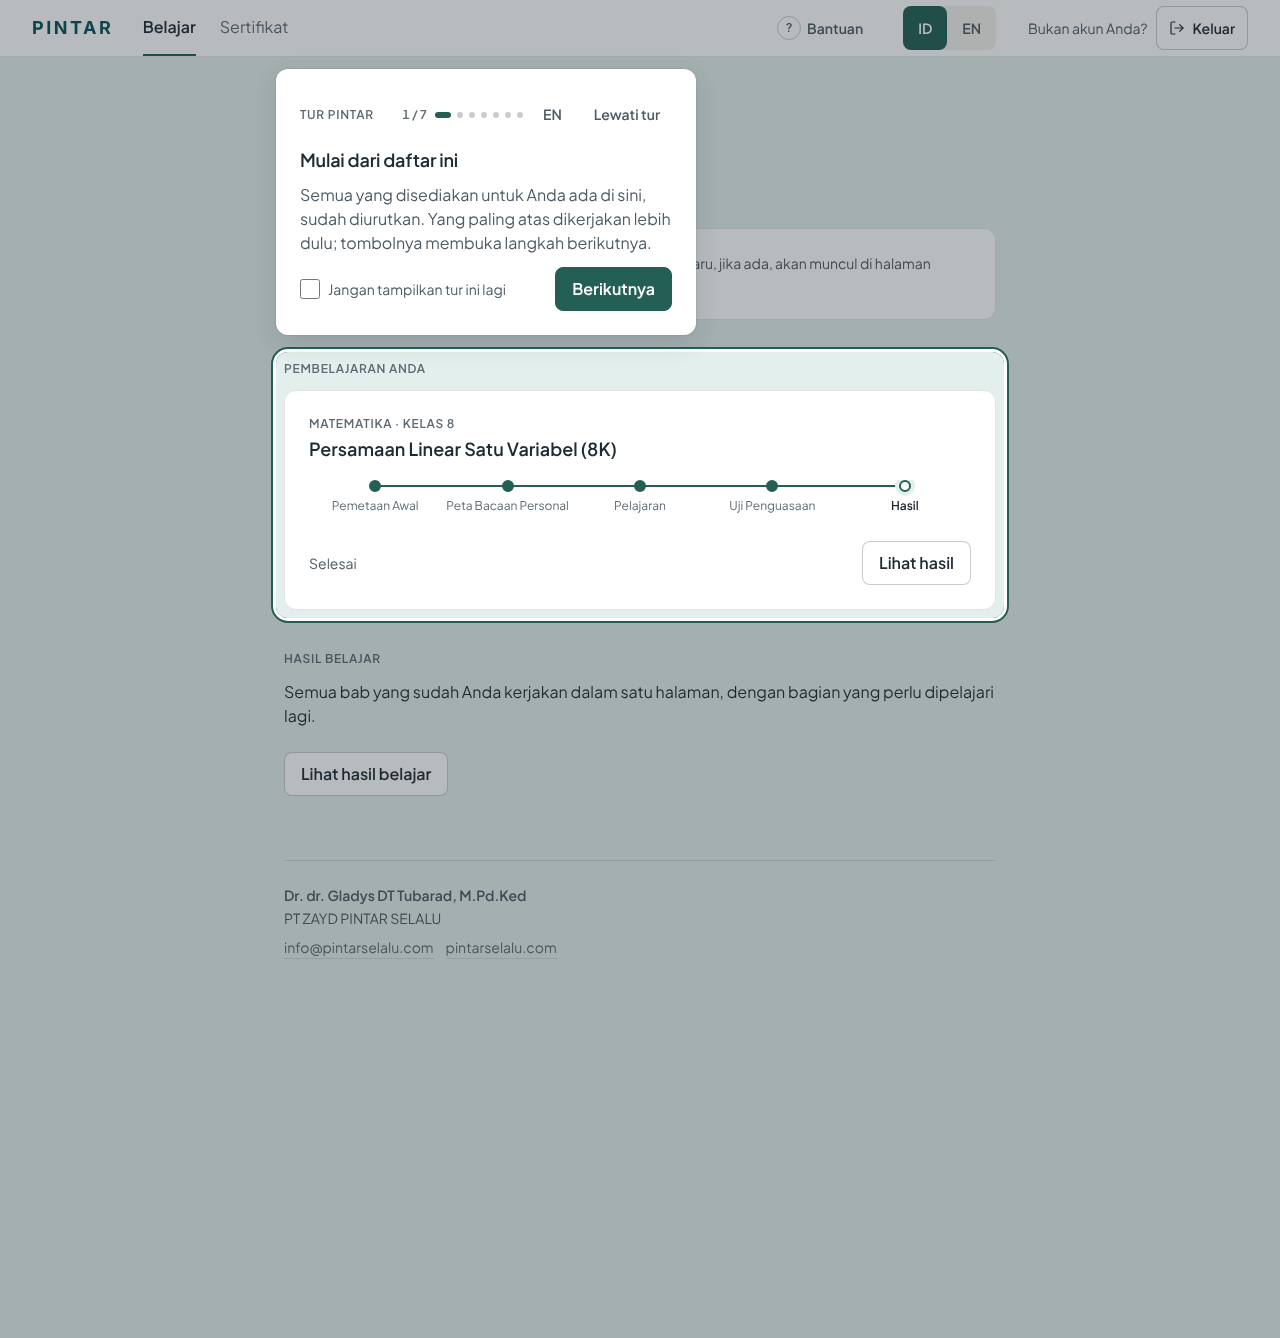 PINTAR Belajar Sertifikat ? Bantuan ID EN Bukan akun Anda? Keluar
TUR PINTAR 1/7 EN Lewati tur
Mulai dari daftar ini
Semua yang disediakan untuk Anda ada di sini,
sudah diurutkan. Yang paling atas dikerjakan lebih
dulu; tombolnya membuka langkah berikutnya.
jika ada, akan muncul di halaman
Jangan tampilkan tur ini lagi Berikutnya
PEMBELAJARAN ANDA
MATEMATIKA · KELAS 8
Persamaan Linear Satu Variabel (8K)
Pemetaan Awal Peta Bacaan Personal Pelajaran Uji Penguasaan Hasil
Selesai Lihat hasil
HASIL BELAJAR
Semua bab yang sudah Anda kerjakan dalam satu halaman, dengan bagian yang perlu dipelajari
lagi.
Lihat hasil belajar
Dr. dr. Gladys DT Tubarad, M.Pd.Ked
PT ZAYD PINTAR SELALU
info@pintarselalu.com pintarselalu.com